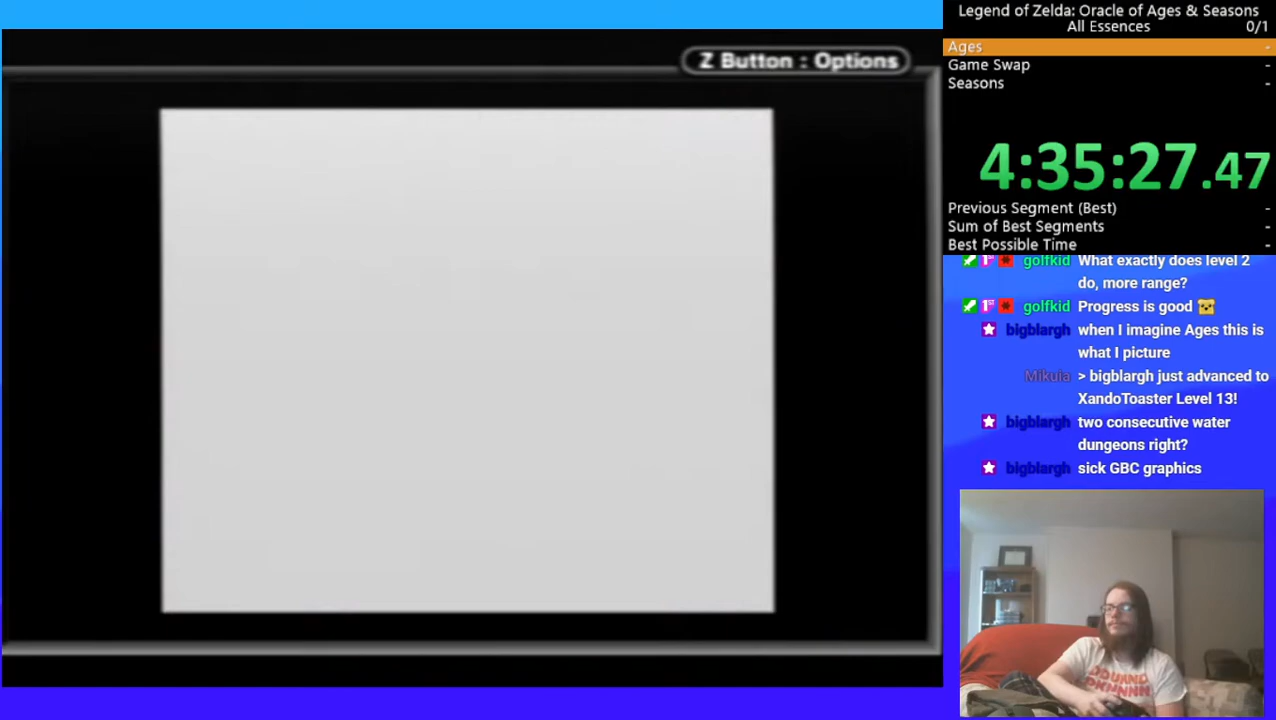 Z Button : Options
Legend of Zelda: Oracle of Ages & Seasons
All Essences 0/1
Ages -
Game Swap -
Seasons -
4:35:27.47
Previous Segment (Best) -
Sum of Best Segments -
Best Possible Time -
golfkid What exactly does level 2
do, more range?
golfkid Progress is good
bigblargh when I imagine Ages this is
what I picture
Mikuia > bigblargh just advanced to
XandoToaster Level 13!
bigblargh two consecutive water
dungeons right?
bigblargh sick GBC graphics